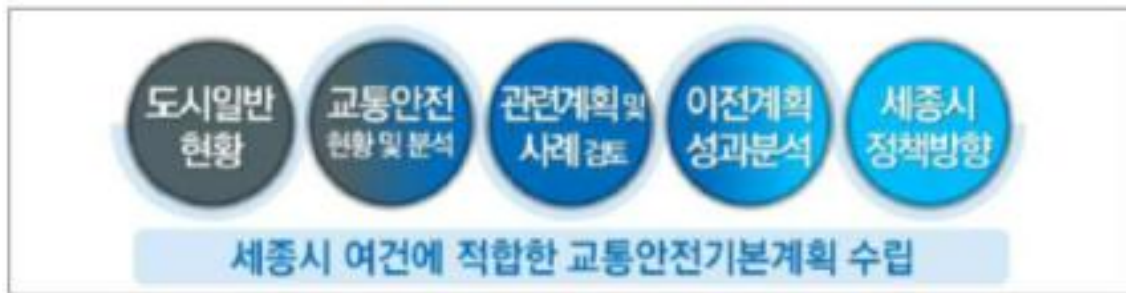 도시일반
현황
교통안전
현황 및 분석
관련계획 및
사례 검토
이전계획
성과분석
세종시
정책방향
세종시 여건에 적합한 교통안전기본계획 수립